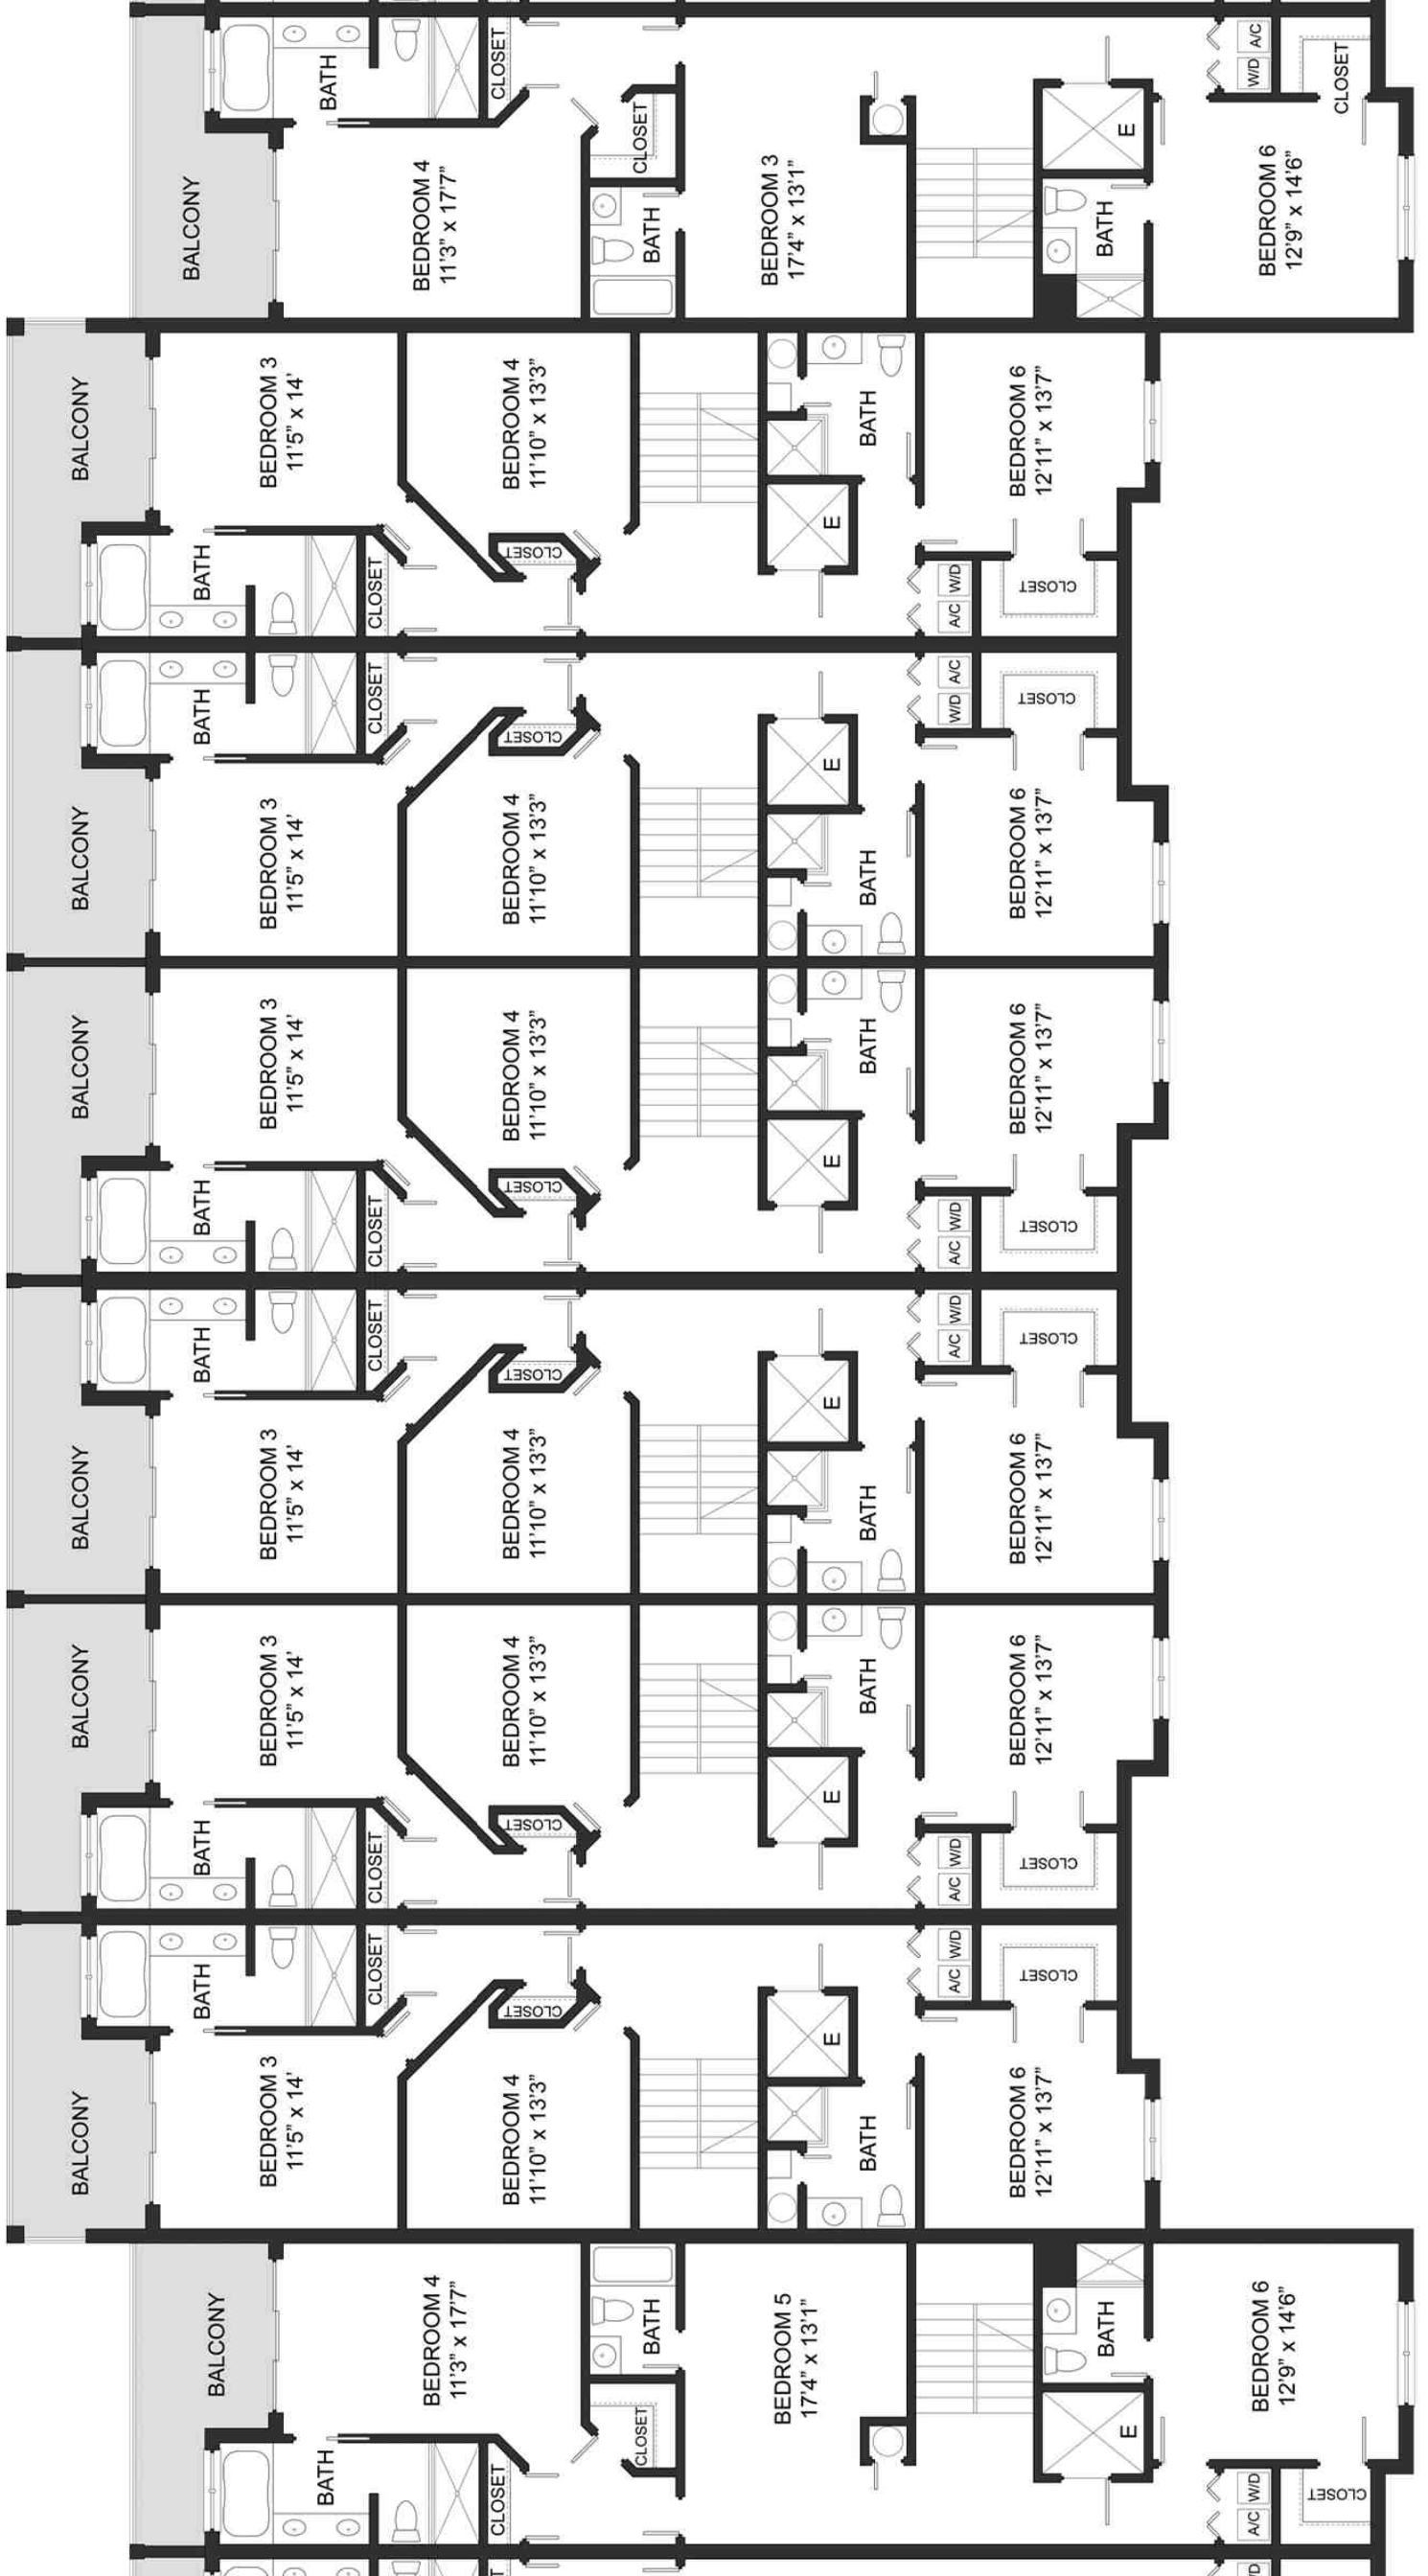 BALCONY
BATH
BEDROOM 4
11'3" x 17'7"
CLOSET
CLOSET
BATH
BEDROOM 3
17'4" x 13'1"
E
BATH
A/C
W/D
BEDROOM 6
12'9" x 14'6"
CLOSET
BALCONY
BATH
BEDROOM 3
11'5" x 14'
CLOSET
BEDROOM 4
11'10" x 13'3"
CLOSET
E
BATH
W/D
A/C
BEDROOM 6
12'11" x 13'7"
CLOSET
BALCONY
BATH
BEDROOM 3
11'5" x 14'
CLOSET
BEDROOM 4
11'10" x 13'3"
CLOSET
E
BATH
A/C
W/D
BEDROOM 6
12'11" x 13'7"
CLOSET
BALCONY
BATH
BEDROOM 3
11'5" x 14'
CLOSET
BEDROOM 4
11'10" x 13'3"
CLOSET
E
BATH
W/D
A/C
BEDROOM 6
12'11" x 13'7"
CLOSET
BALCONY
BATH
BEDROOM 3
11'5" x 14'
CLOSET
BEDROOM 4
11'10" x 13'3"
CLOSET
E
BATH
W/D
A/C
BEDROOM 6
12'11" x 13'7"
CLOSET
BALCONY
BATH
BEDROOM 3
11'5" x 14'
CLOSET
BEDROOM 4
11'10" x 13'3"
CLOSET
E
BATH
W/D
A/C
BEDROOM 6
12'11" x 13'7"
CLOSET
BALCONY
BATH
BEDROOM 3
11'5" x 14'
CLOSET
BEDROOM 4
11'10" x 13'3"
CLOSET
E
BATH
W/D
A/C
BEDROOM 6
12'11" x 13'7"
CLOSET
BALCONY
BATH
BEDROOM 4
11'3" x 17'7"
CLOSET
CLOSET
BATH
BEDROOM 5
17'4" x 13'1"
E
BATH
W/D
A/C
BEDROOM 6
12'9" x 14'6"
CLOSET